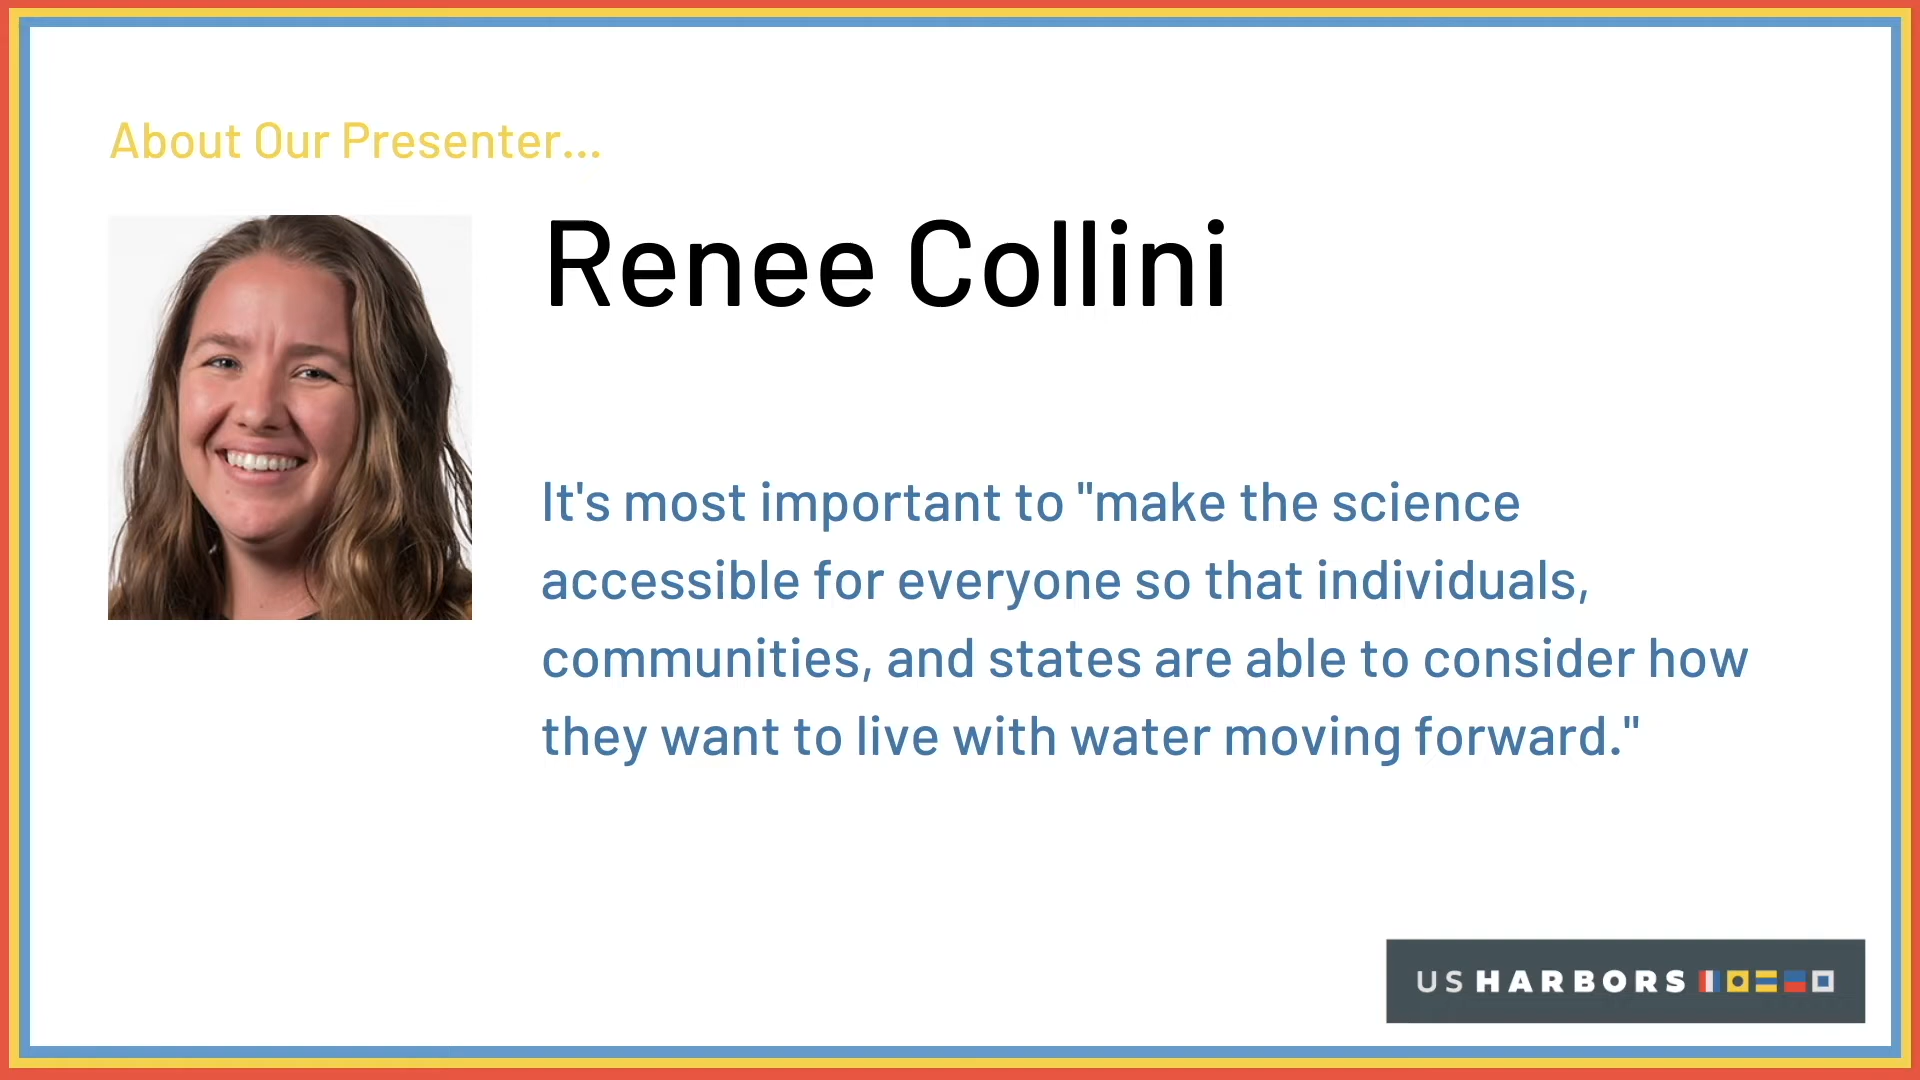 About Our Presenter...
Renee Collini
It's most important to "make the science
accessible for everyone so that individuals,
communities, and states are able to consider how
they want to live with water moving forward."
US HARBORS